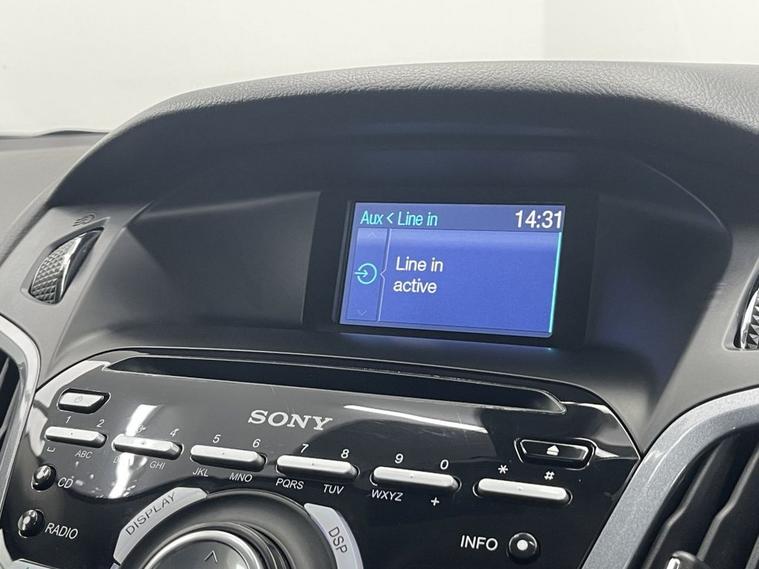 Aux < Line in 14:31
Line in
active
SONY
1 2 3 4 5 6 7 8 9 0 * #
ABC GHI JKL MNO PQRS TUV WXYZ +
CD
DISPLAY
DSP
RADIO
INFO